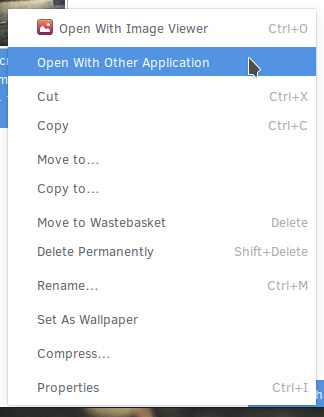 Open With Image Viewer Ctrl+O
Open With Other Application
Cut Ctrl+X
Copy Ctrl+C
Move to...
Copy to...
Move to Wastebasket Delete
Delete Permanently Shift+Delete
Rename... Ctrl+M
Set As Wallpaper
Compress...
Properties Ctrl+I